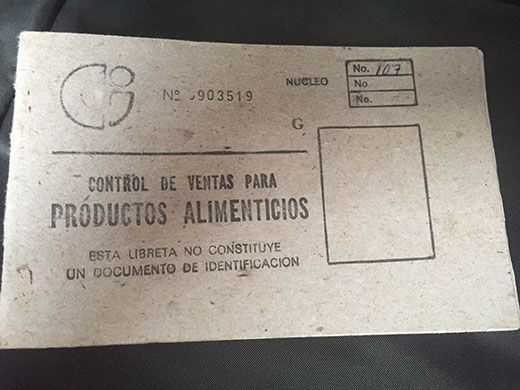 Nº 903519
NUCLEO
No. 107
No.
No.
G
CONTROL DE VENTAS PARA
PRODUCTOS ALIMENTICIOS
ESTA LIBRETA NO CONSTITUYE
UN DOCUMENTO DE IDENTIFICACION